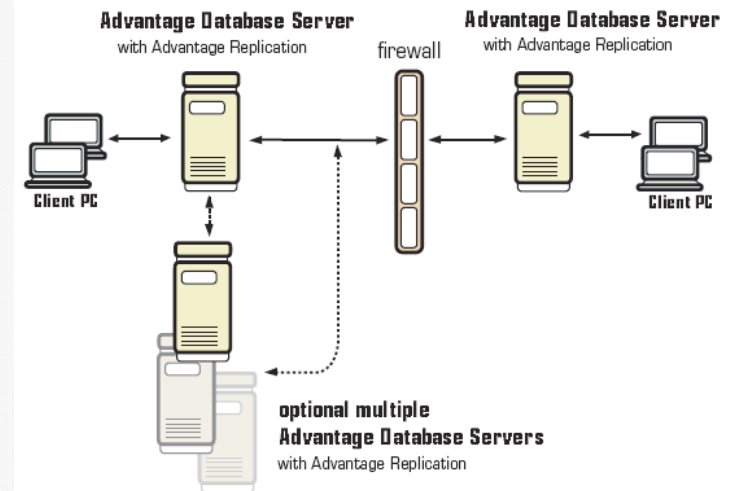 Advantage Database Server
with Advantage Replication
firewall
Advantage Database Server
with Advantage Replication
Client PC
Client PC
optional multiple
Advantage Database Servers
with Advantage Replication